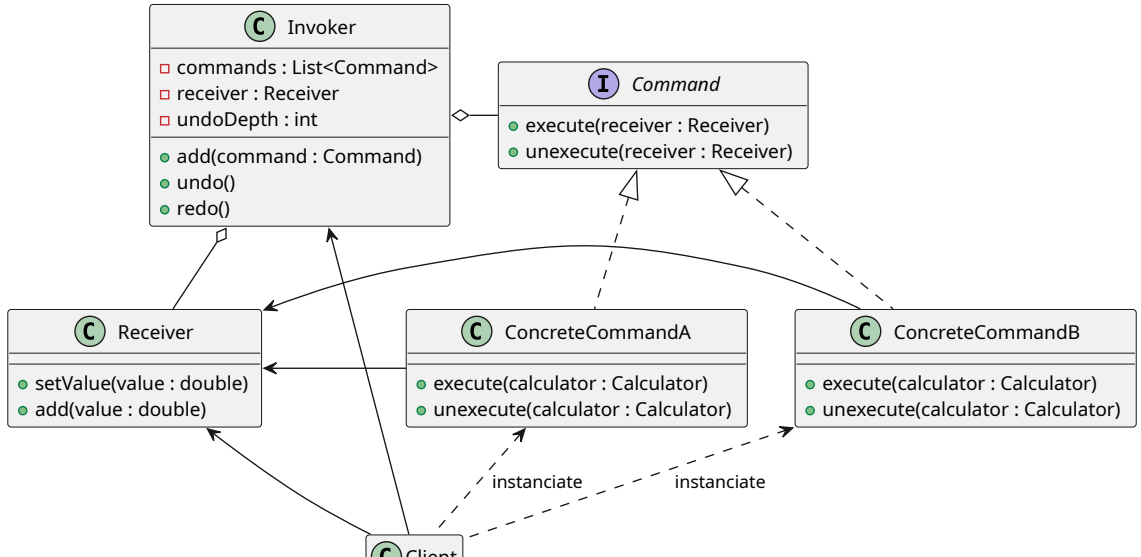 C Invoker
commands : List<Command>
receiver : Receiver
undoDepth : int
add(command : Command)
undo()
redo()
I Command
execute(receiver : Receiver)
unexecute(receiver : Receiver)
C Receiver
setValue(value : double)
add(value : double)
C ConcreteCommandA
execute(calculator : Calculator)
unexecute(calculator : Calculator)
C ConcreteCommandB
execute(calculator : Calculator)
unexecute(calculator : Calculator)
instanciate
instanciate
C Client